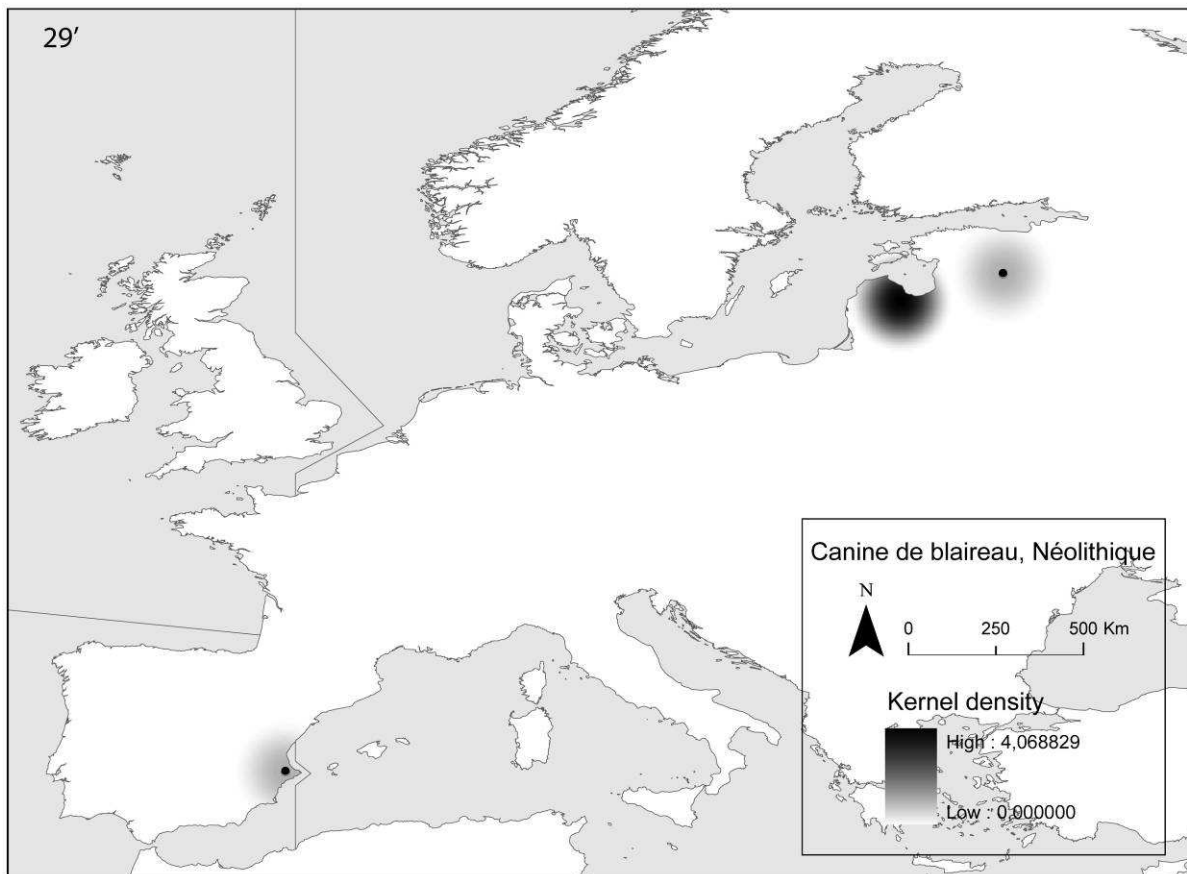 29’
Canine de blaireau, Néolithique
N
0 250 500 Km
Kernel density
High : 4,068829
Low : 0,000000